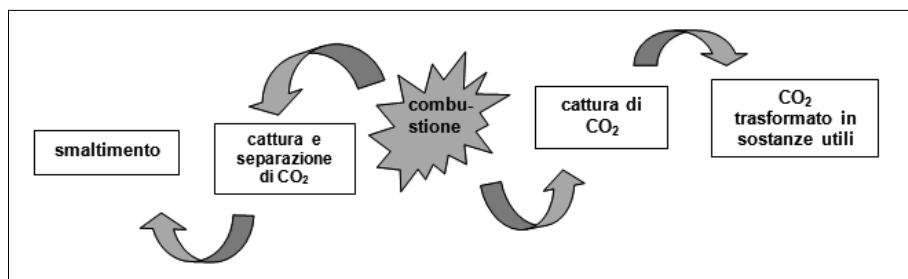 smaltimento
cattura e
separazione
di CO₂
combu-
stione
cattura di
CO₂
CO₂
trasformato in
sostanze utili